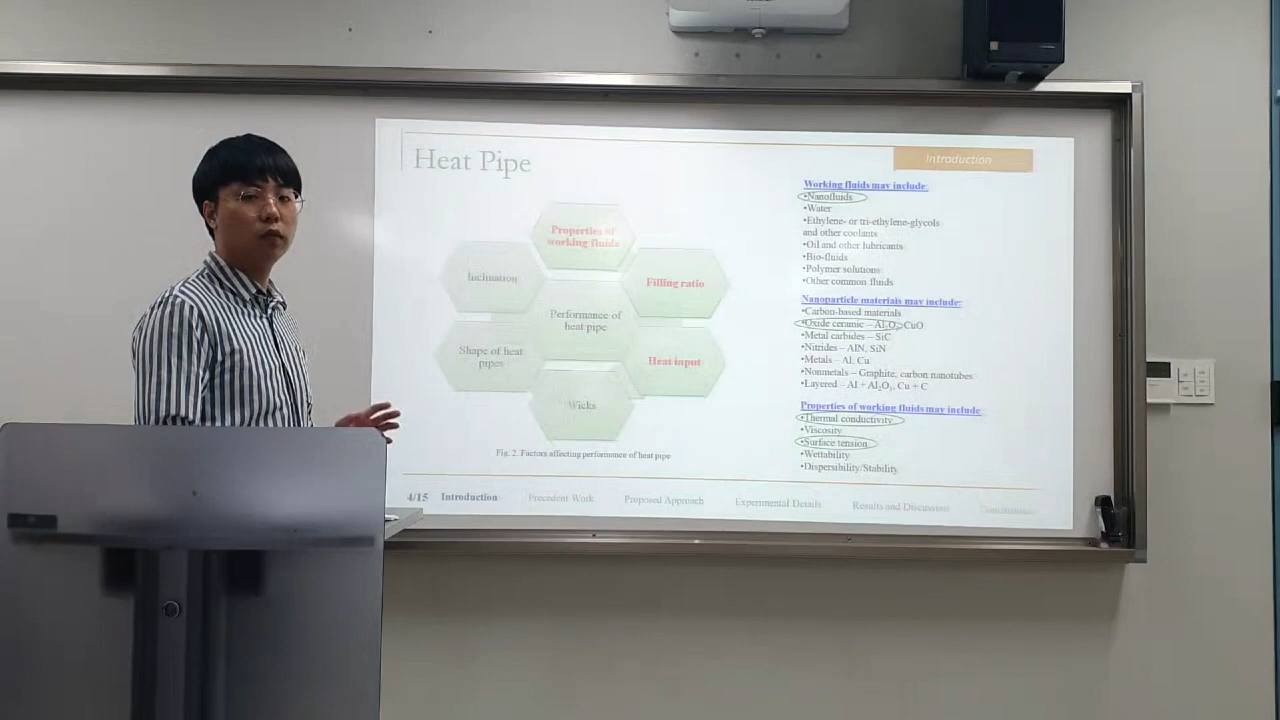 Heat Pipe
Introduction
Properties of
working fluids
Inclination
Filling ratio
Performance of
heat pipe
Shape of heat
pipes
Heat input
Wicks
Fig. 2. Factors affecting performance of heat pipe
Working fluids may include:
•Nanofluids
•Water
•Ethylene- or tri-ethylene-glycols
and other coolants
•Oil and other lubricants
•Bio-fluids
•Polymer solutions
•Other common fluids
Nanoparticle materials may include:
•Carbon-based materials
•Oxide ceramic – Al₂O₃, CuO
•Metal carbides – SiC
•Nitrides – AlN, SiN
•Metals – Al, Cu
•Nonmetals – Graphite, carbon nanotubes
•Layered – Al + Al₂O₃, Cu + C
Properties of working fluids may include:
•Thermal conductivity
•Viscosity
•Surface tension
•Wettability
•Dispersibility/Stability
4/15 Introduction Precedent Work Proposed Approach Experimental Details Results and Discussion